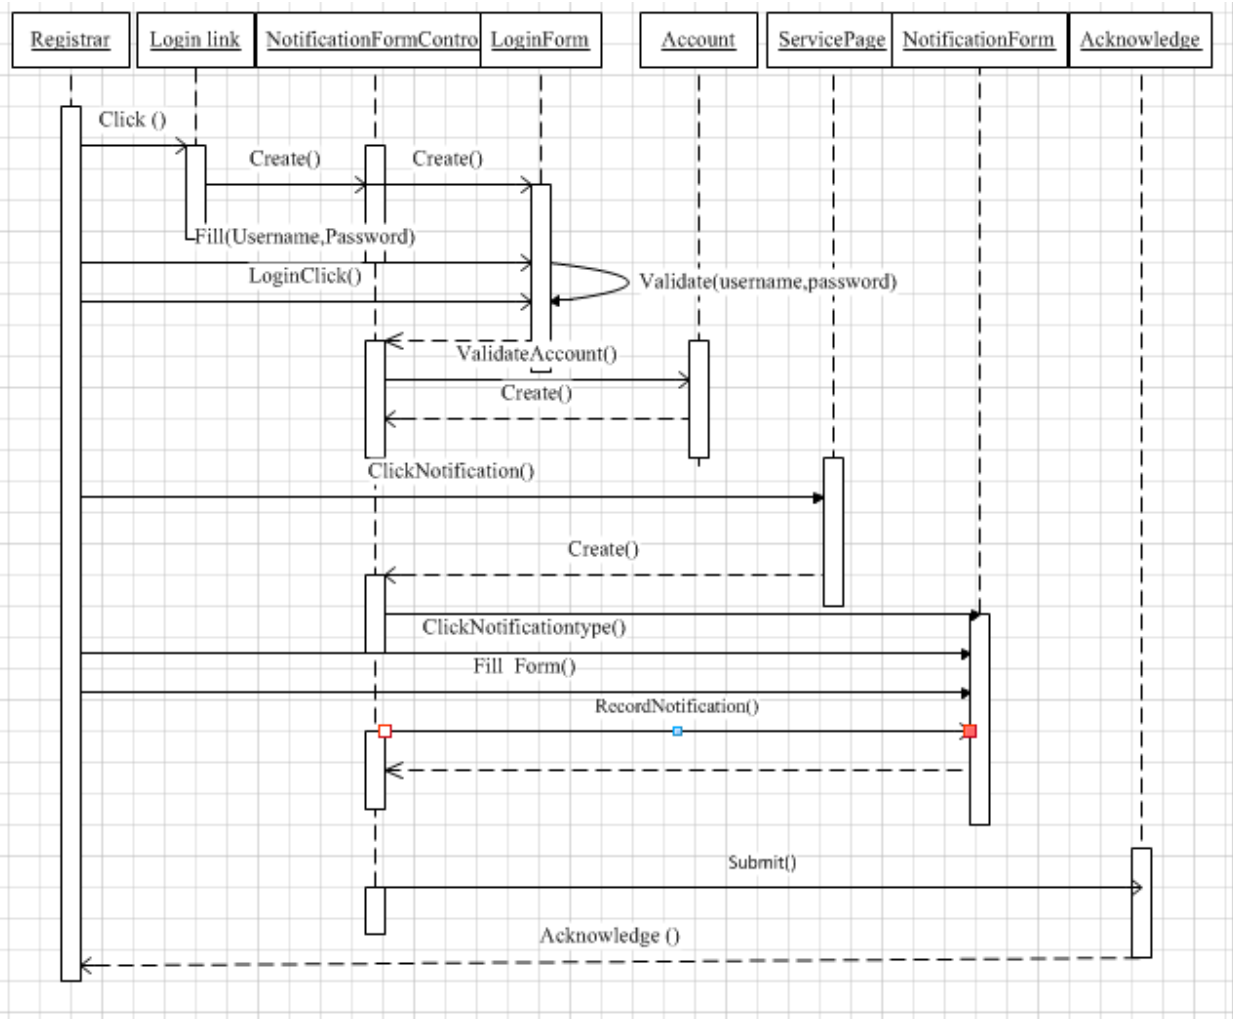 Registrar
Login link
NotificationFormContro
LoginForm
Account
ServicePage
NotificationForm
Acknowledge
Click ()
Create()
Create()
Fill(Username,Password)
LoginClick()
Validate(username,password)
ValidateAccount()
Create()
ClickNotification()
Create()
ClickNotificationtype()
Fill Form()
RecordNotification()
Submit()
Acknowledge ()